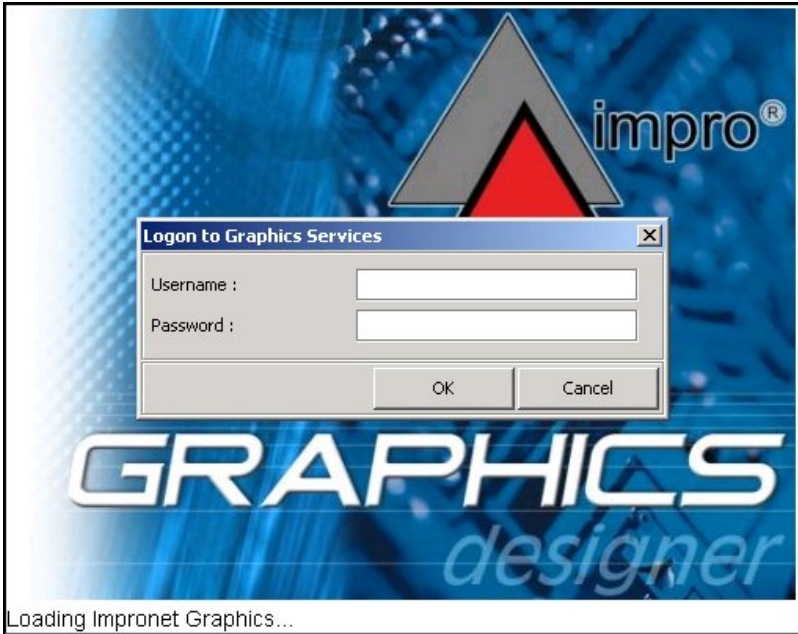 impro®
Logon to Graphics Services
Username :
Password :
OK Cancel
GRAPHICS
designer
Loading Impronet Graphics...